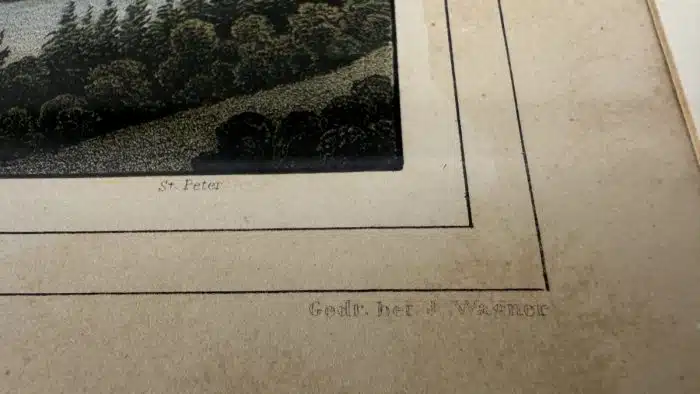 St. Peter
Gedr. bei J. Wagner